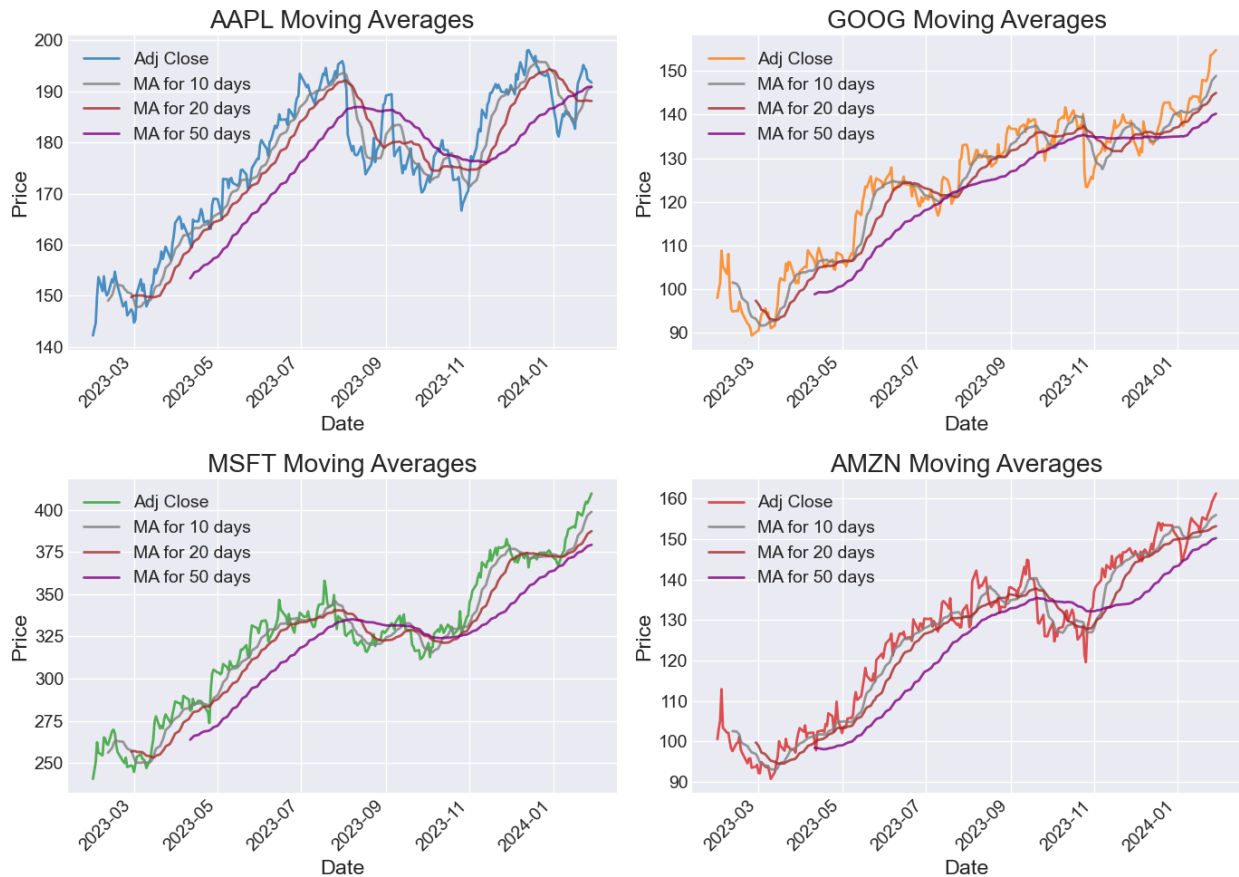 AAPL Moving Averages
200
190
180
170
160
150
140
Price
Adj Close
MA for 10 days
MA for 20 days
MA for 50 days
2023-03
2023-05
2023-07
2023-09
2023-11
2024-01
Date
GOOG Moving Averages
150
140
130
120
110
100
90
Price
Adj Close
MA for 10 days
MA for 20 days
MA for 50 days
2023-03
2023-05
2023-07
2023-09
2023-11
2024-01
Date
MSFT Moving Averages
400
375
350
325
300
275
250
Price
Adj Close
MA for 10 days
MA for 20 days
MA for 50 days
2023-03
2023-05
2023-07
2023-09
2023-11
2024-01
Date
AMZN Moving Averages
160
150
140
130
120
110
100
90
Price
Adj Close
MA for 10 days
MA for 20 days
MA for 50 days
2023-03
2023-05
2023-07
2023-09
2023-11
2024-01
Date